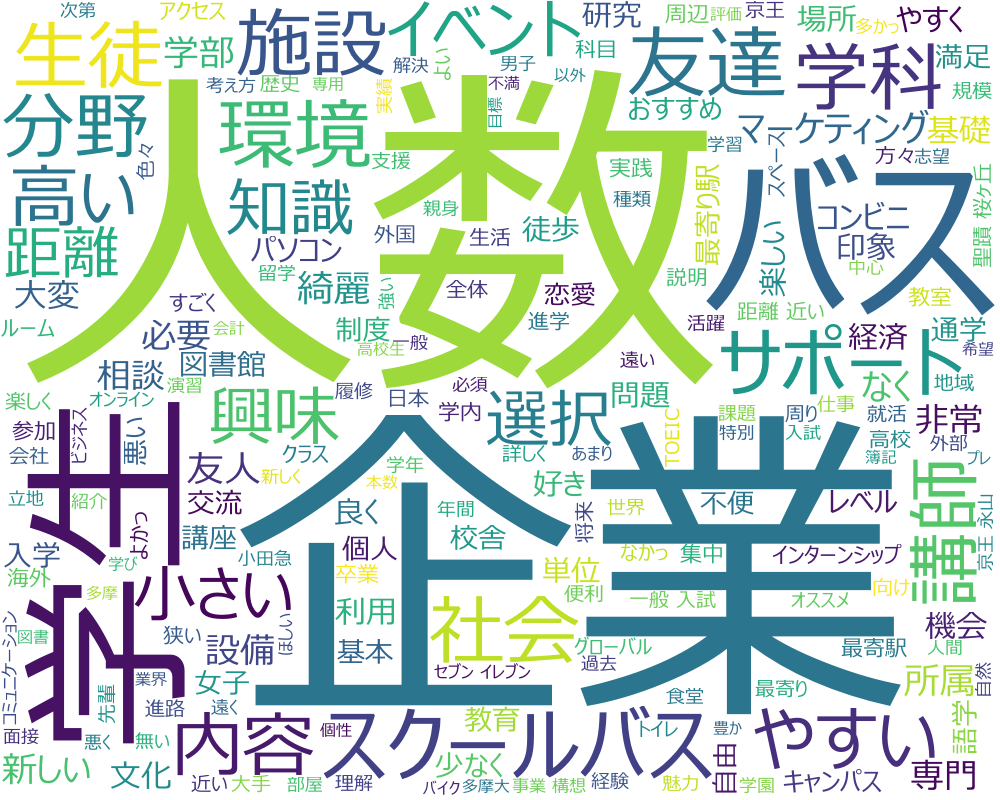 次第
アクセス
イベント
研究
周辺
評価
京王
場所
多かっ
やすく
生徒
学部
施設
科目
友達
学科
満足
考え方
歴史
専用
解決
よい
男子
不満
以外
実績
目標
おすすめ
規模
分野
環境
人数
マーケティング
基礎
色々
支援
実践
学習
方々
志望
高い
知識
親身
種類
最寄り駅
バス
スペース
コンビニ
聖蹟 桜ケ丘
距離
パソコン
外国
生活
徒歩
印象
大変
留学
綺麗
強い
全体
恋愛
説明
楽しい
中心
教室
ルーム
すごく
必要
会計
制度
一般
進学
活躍
距離 近い
経済
通学
希望
高校生
遠い
サポート
相談
図書館
演習
履修
日本
必須
問題
なく
地域
楽しく
オンライン
興味
学内
選択
課題
周り
仕事
就活
非常
参加
ビジネス
悪い
クラス
詳しく
あまり
TOEIC
特別
入試
高校
外部
会社
学生
友人
新しく
学年
本数
企業
好き
不便
レベル
簿記
プレ
立地
紹介
交流
良く
年間
将来
世界
講師
永山
よかっ
講座
小田急
個人
校舎
なかっ
集中
インターンシップ
京王
入学
学び
海外
多摩
小さい
卒業
単位
向け
コミュニケーション
図書
利用
社会
便利
一般 入試
オススメ
機会
狭い
設備
ほしい
基本
グローバル
最寄駅
人間
先輩
業界
女子
セブン イレブン
過去
所属
自然
進路
遠く
食堂
最寄り
面接
悪く
無い
内容
個性
スクールバス
教育
トイレ
豊か
やすい
語学
新しい
文化
少なく
自由
専門
近い
大手
部屋
理解
バイク
多摩大
事業 構想
経験
魅力
学園
キャンパス